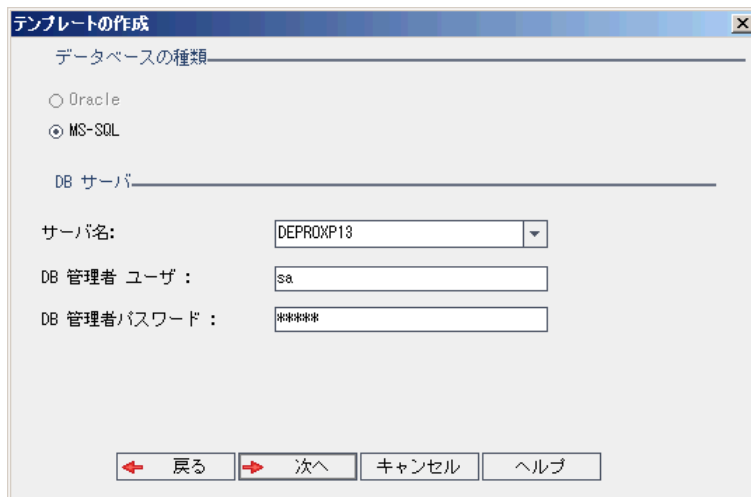 テンプレートの作成
データベースの種類
Oracle
MS-SQL
DB サーバ
サーバ名:
DEPROXP13
DB 管理者 ユーザ :
sa
DB 管理者パスワード :
*****
戻る 次へ キャンセル ヘルプ